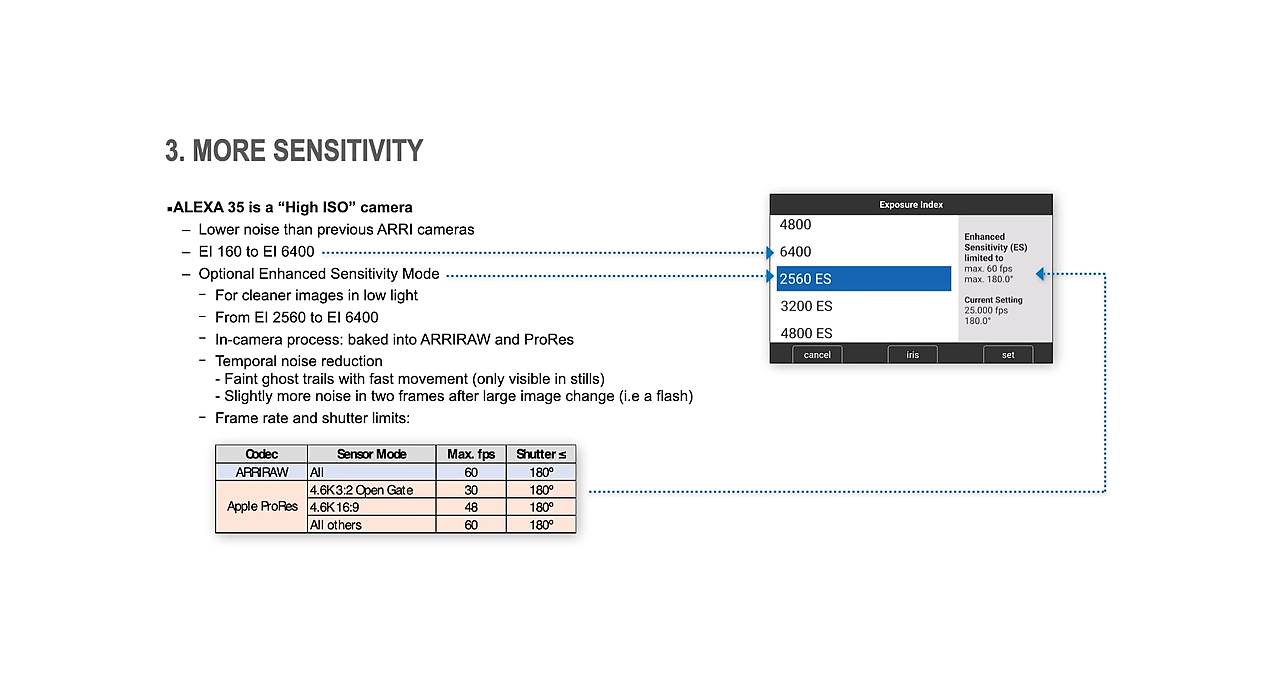 3. MORE SENSITIVITY
▪ALEXA 35 is a “High ISO” camera
– Lower noise than previous ARRI cameras
– EI 160 to EI 6400
– Optional Enhanced Sensitivity Mode
– For cleaner images in low light
– From EI 2560 to EI 6400
– In-camera process: baked into ARRIRAW and ProRes
– Temporal noise reduction
- Faint ghost trails with fast movement (only visible in stills)
- Slightly more noise in two frames after large image change (i.e a flash)
– Frame rate and shutter limits:
Codec Sensor Mode Max. fps Shutter ≤
ARRIRAW All 60 180º
Apple ProRes 4.6K 3:2 Open Gate 30 180º
4.6K 16:9 48 180º
All others 60 180º
Exposure Index
4800
6400
2560 ES
3200 ES
4800 ES
Enhanced
Sensitivity (ES)
limited to
max. 60 fps
max. 180.0°
Current Setting
25.000 fps
180.0°
cancel iris set